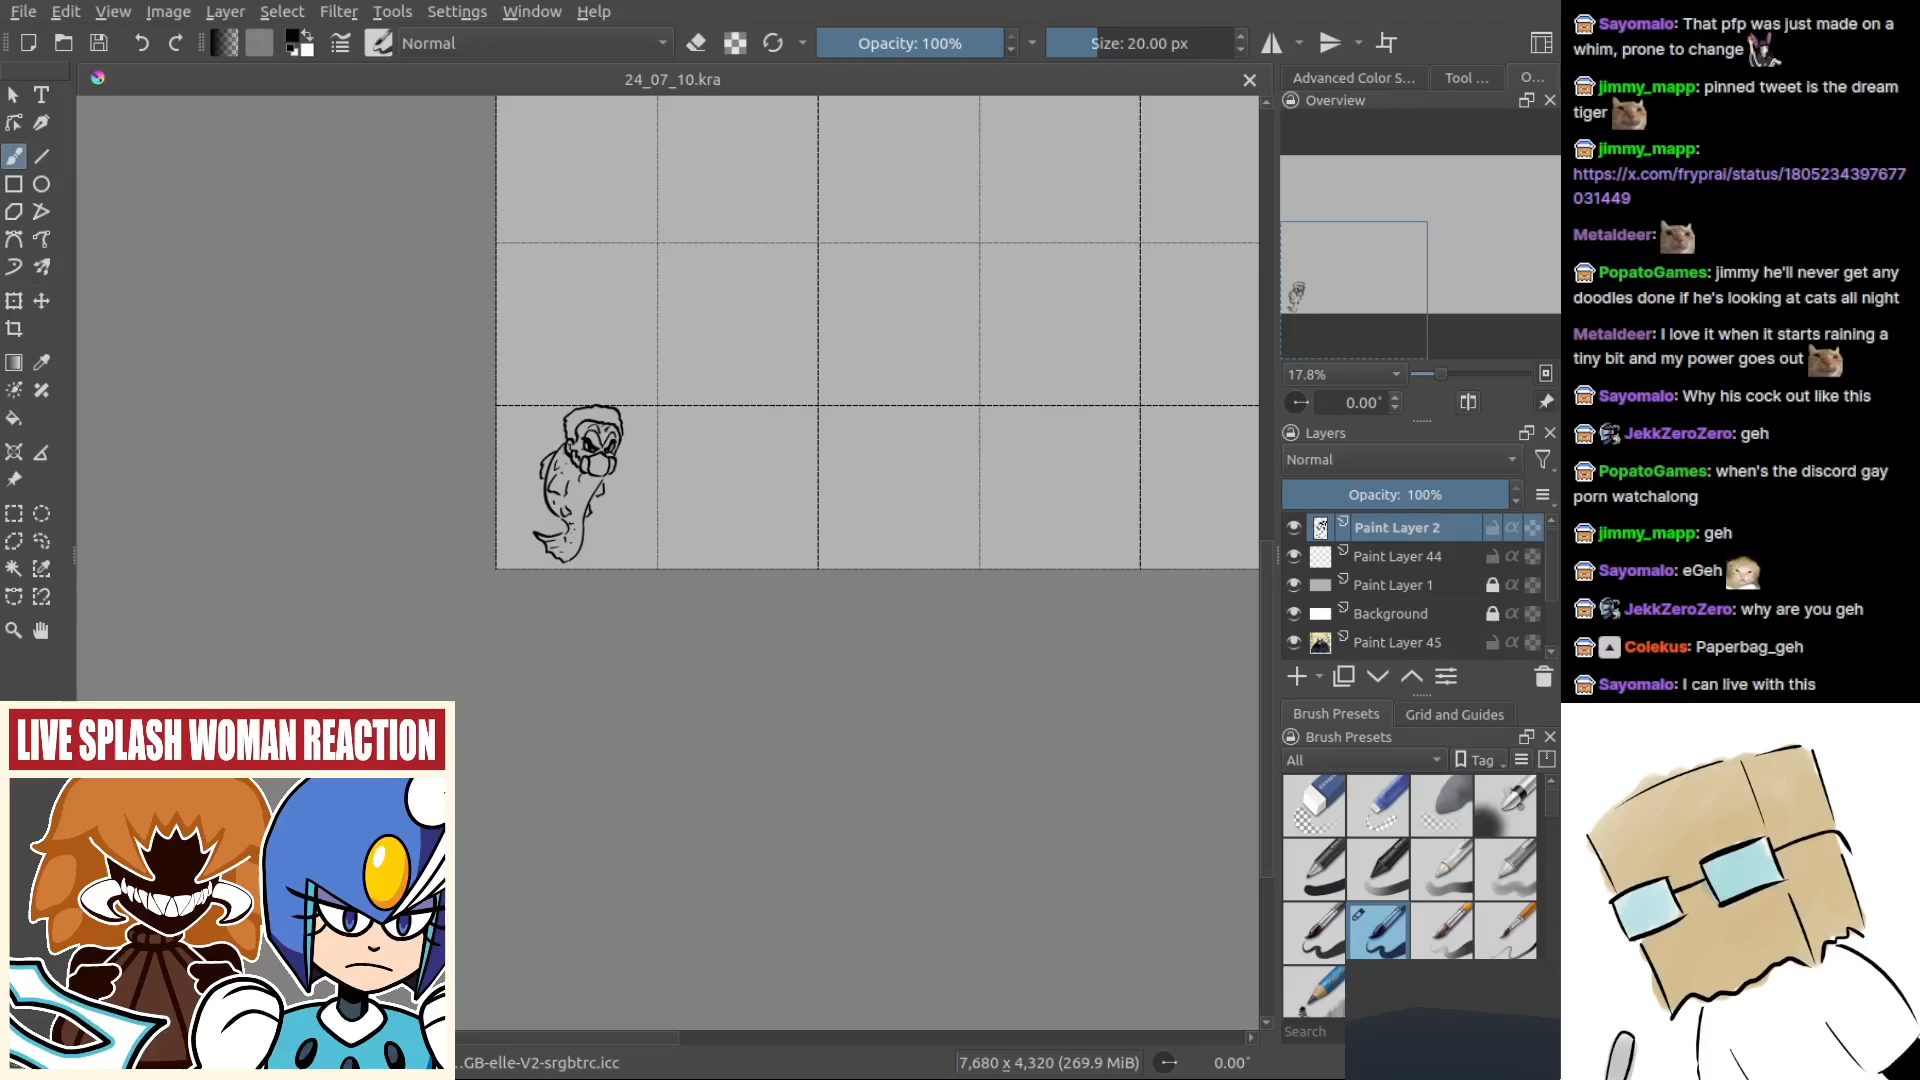 File Edit View Image Layer Select Filter Tools Settings Window Help
Normal
Opacity: 100%
Size: 20.00 px
24_07_10.kra
Advanced Color S...
Tool ...
O...
Overview
17.8%
0.00°
Layers
Normal
Opacity: 100%
Paint Layer 2
Paint Layer 44
Paint Layer 1
Background
Paint Layer 45
Brush Presets
Grid and Guides
Brush Presets
All
Tag
Search
..GB-elle-V2-srgbtrc.icc
7,680 x 4,320 (269.9 MiB)
0.00°
LIVE SPLASH WOMAN REACTION
Sayomalo: That pfp was just made on a
whim, prone to change
jimmy_mapp: pinned tweet is the dream
tiger
jimmy_mapp:
https://x.com/fryprai/status/1805234397677
031449
Metaldeer:
PopatoGames: jimmy he'll never get any
doodles done if he's looking at cats all night
Metaldeer: I love it when it starts raining a
tiny bit and my power goes out
Sayomalo: Why his cock out like this
JekkZeroZero: geh
PopatoGames: when's the discord gay
porn watchalong
jimmy_mapp: geh
Sayomalo: eGeh
JekkZeroZero: why are you geh
Colekus: Paperbag_geh
Sayomalo: I can live with this